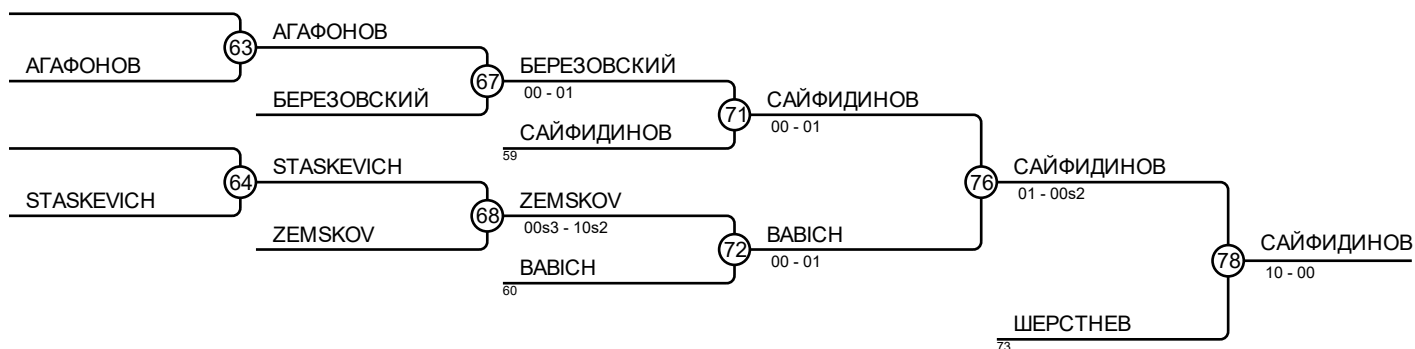 АГАФОНОВ
63
АГАФОНОВ
БЕРЕЗОВСКИЙ
67
БЕРЕЗОВСКИЙ
00 - 01
САЙФИДИНОВ
59
71
САЙФИДИНОВ
00 - 01
STASKEVICH
64
STASKEVICH
ZEMSKOV
68
ZEMSKOV
00s3 - 10s2
BABICH
60
72
BABICH
00 - 01
76
САЙФИДИНОВ
01 - 00s2
ШЕРСТНЕВ
73
78
САЙФИДИНОВ
10 - 00